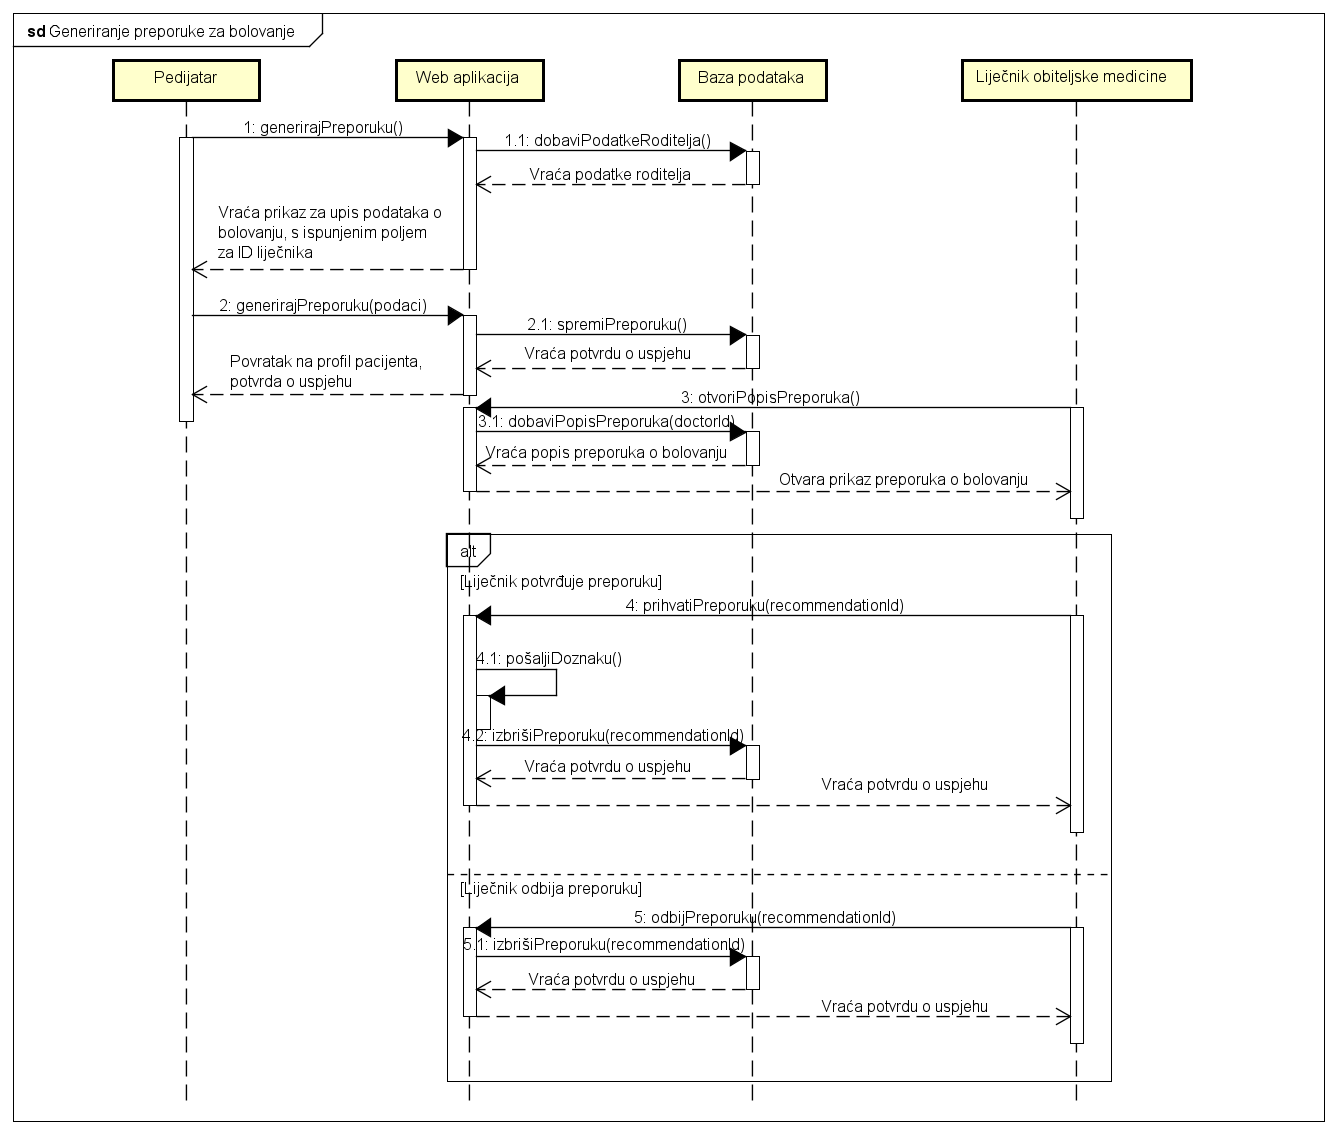 sd Generiranje preporuke za bolovanje
Pedijatar
Web aplikacija
Baza podataka
Liječnik obiteljske medicine
1: generirajPreporuku()
1.1: dobaviPodatkeRoditelja()
Vraća podatke roditelja
Vraća prikaz za upis podataka o
bolovanju, s ispunjenim poljem
za ID liječnika
2: generirajPreporuku(podaci)
2.1: spremiPreporuku()
Vraća potvrdu o uspjehu
Povratak na profil pacijenta,
potvrda o uspjehu
3: otvoriPopisPreporuka()
3.1: dobaviPopisPreporuka(doctorId)
Vraća popis preporuka o bolovanju
Otvara prikaz preporuka o bolovanju
alt
[Liječnik potvrđuje preporuku]
4: prihvatiPreporuku(recommendationId)
4.1: pošaljiDoznaku()
4.2: izbrišiPreporuku(recommendationId)
Vraća potvrdu o uspjehu
Vraća potvrdu o uspjehu
[Liječnik odbija preporuku]
5: odbijPreporuku(recommendationId)
5.1: izbrišiPreporuku(recommendationId)
Vraća potvrdu o uspjehu
Vraća potvrdu o uspjehu